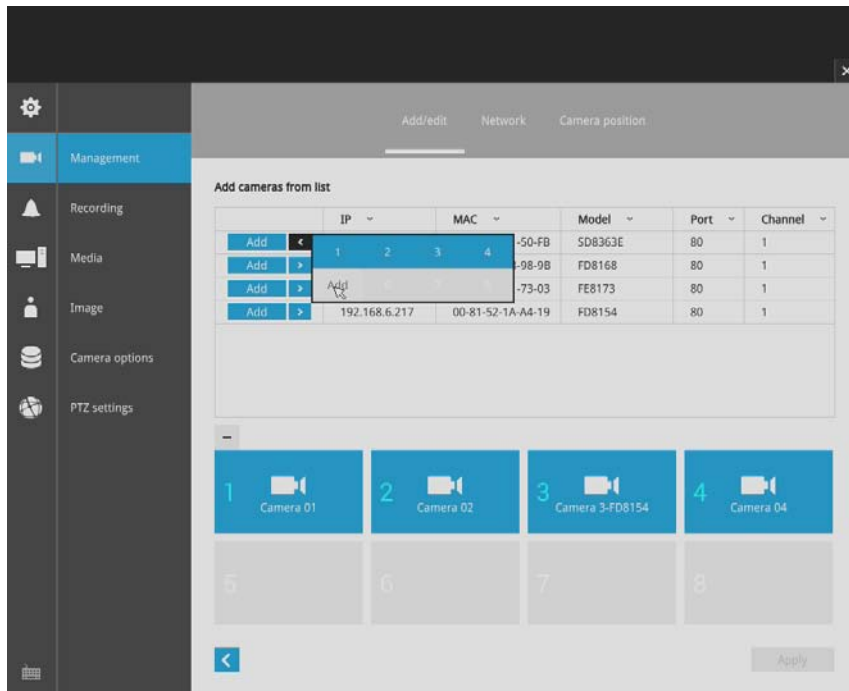 Add/edit Network Camera position
Management
Recording
Media
Image
Camera options
PTZ settings
Add cameras from list
IP MAC Model Port Channel
Add -50-FB SD8363E 80 1
Add -98-9B FD8168 80 1
Add -73-03 FE8173 80 1
Add 192.168.6.217 00-81-52-1A-A4-19 FD8154 80 1
1 2 3 4
Add 6 7 8
1 Camera 01
2 Camera 02
3 Camera 3-FD8154
4 Camera 04
5 6 7 8
Apply